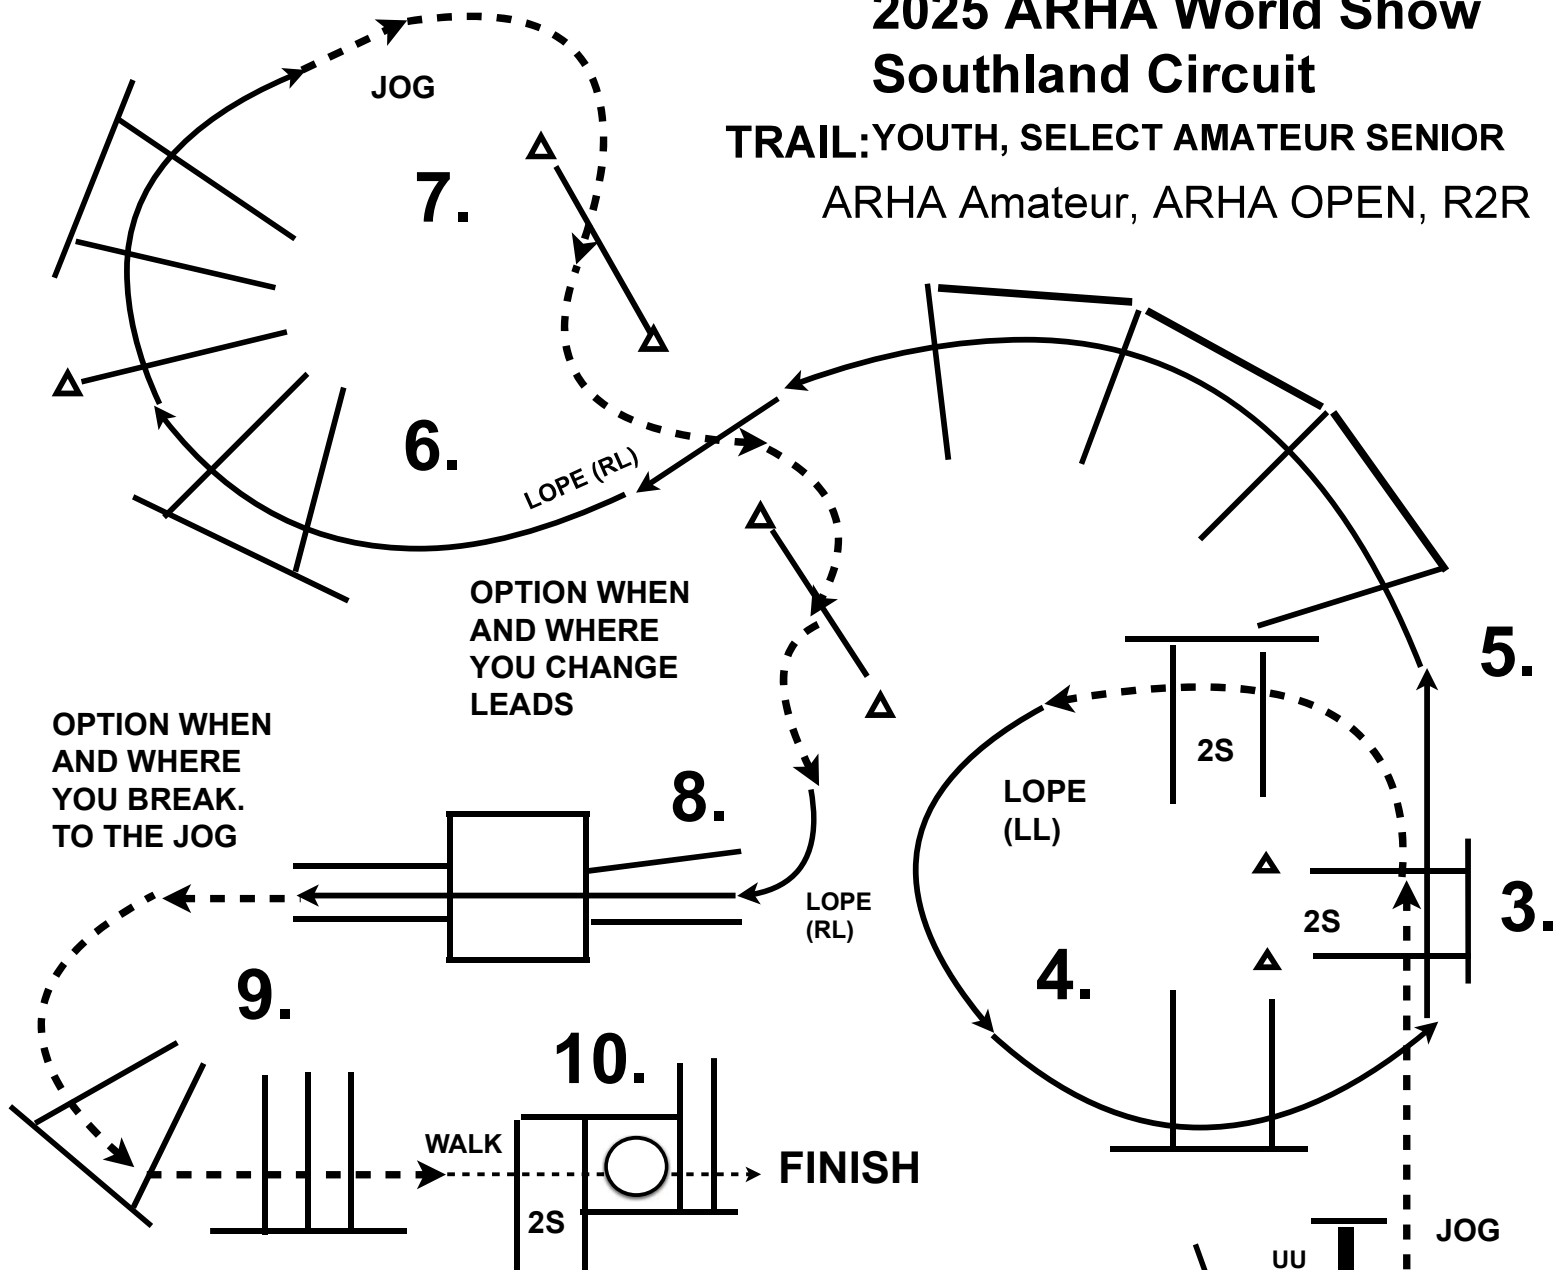 2025 ARHA World Show
Southland Circuit
TRAIL: YOUTH, SELECT AMATEUR SENIOR
ARHA Amateur, ARHA OPEN, R2R
JOG
7.
6.
LOPE (RL)
OPTION WHEN
AND WHERE
YOU CHANGE
LEADS
5.
2S
LOPE
(LL)
OPTION WHEN
AND WHERE
YOU BREAK.
TO THE JOG
8.
LOPE
(RL)
2S
3.
4.
9.
10.
WALK
FINISH
2S
JOG
UU